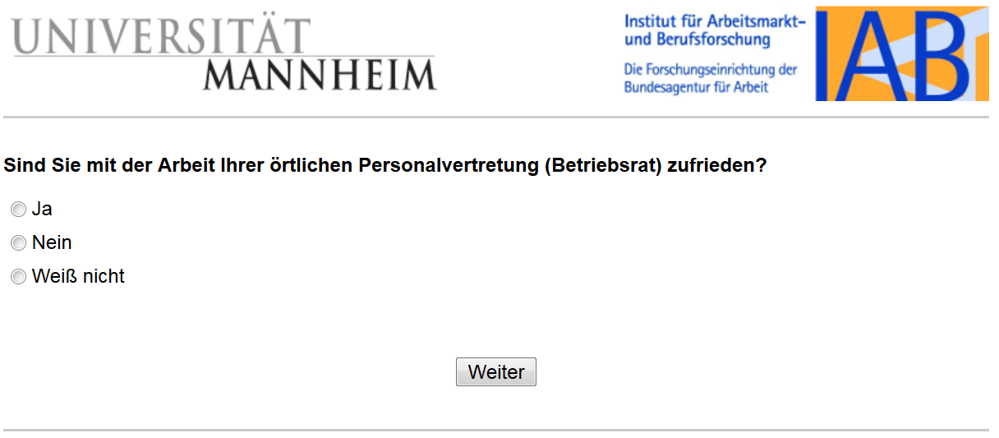 UNIVERSITÄT
MANNHEIM
Institut für Arbeitsmarkt-
und Berufsforschung
Die Forschungseinrichtung der
Bundesagentur für Arbeit
IAB
Sind Sie mit der Arbeit Ihrer örtlichen Personalvertretung (Betriebsrat) zufrieden?
Ja
Nein
Weiß nicht
Weiter